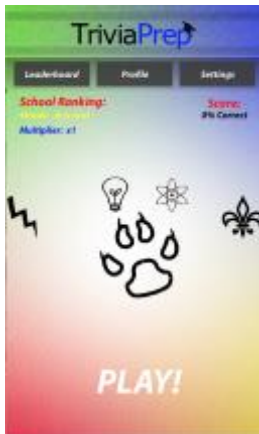 TriviaPrep
Leaderboard Profile Settings
School Ranking: Score:
0% Correct
Multiplier: x1
PLAY!